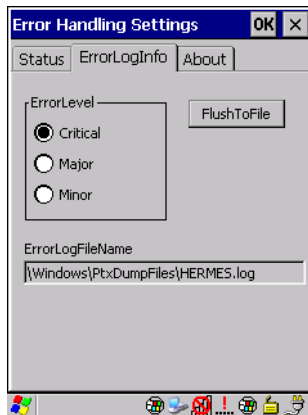 Error Handling Settings OK ×
Status ErrorLogInfo About
ErrorLevel
FlushToFile
Critical
Major
Minor
ErrorLogFileName
\Windows\PtxDumpFiles\HERMES.log